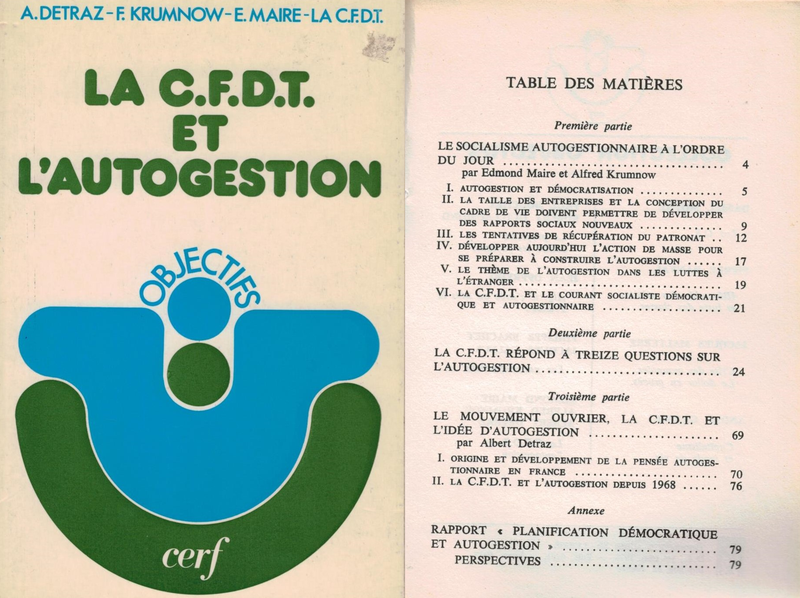 A. DETRAZ-F. KRUMNOW-E. MAIRE-LA C.F.D.T.
LA C.F.D.T.
ET
L'AUTOGESTION
OBJECTIFS
cerf
TABLE DES MATIÈRES
Première partie
LE SOCIALISME AUTOGESTIONNAIRE À L'ORDRE
DU JOUR ........................................ 4
par Edmond Maire et Alfred Krumnow
I. AUTOGESTION ET DÉMOCRATISATION ............. 5
II. LA TAILLE DES ENTREPRISES ET LA CONCEPTION DU
CADRE DE VIE DOIVENT PERMETTRE DE DÉVELOPPER
DES RAPPORTS SOCIAUX NOUVEAUX ............. 9
III. LES TENTATIVES DE RÉCUPÉRATION DU PATRONAT .. 12
IV. DÉVELOPPER AUJOURD'HUI L'ACTION DE MASSE POUR
SE PRÉPARER À CONSTRUIRE L'AUTOGESTION ...... 17
V. LE THÈME DE L'AUTOGESTION DANS LES LUTTES À
L'ÉTRANGER .................................. 19
VI. LA C.F.D.T. ET LE COURANT SOCIALISTE DÉMOCRATI-
QUE ET AUTOGESTIONNAIRE .................... 21
Deuxième partie
LA C.F.D.T. RÉPOND À TREIZE QUESTIONS SUR
L'AUTOGESTION .................................. 24
Troisième partie
LE MOUVEMENT OUVRIER, LA C.F.D.T. ET
L'IDÉE D'AUTOGESTION ........................ 69
par Albert Detraz
I. ORIGINE ET DÉVELOPPEMENT DE LA PENSÉE AUTOGES-
TIONNAIRE EN FRANCE ........................ 70
II. LA C.F.D.T. ET L'AUTOGESTION DEPUIS 1968 ...... 76
Annexe
RAPPORT « PLANIFICATION DÉMOCRATIQUE
ET AUTOGESTION » ............................ 79
PERSPECTIVES .............................. 79